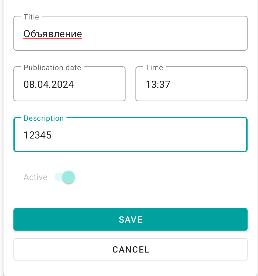 Title
Объявление
Publication date
Time
08.04.2024
13:37
Description
12345
Active
SAVE
CANCEL